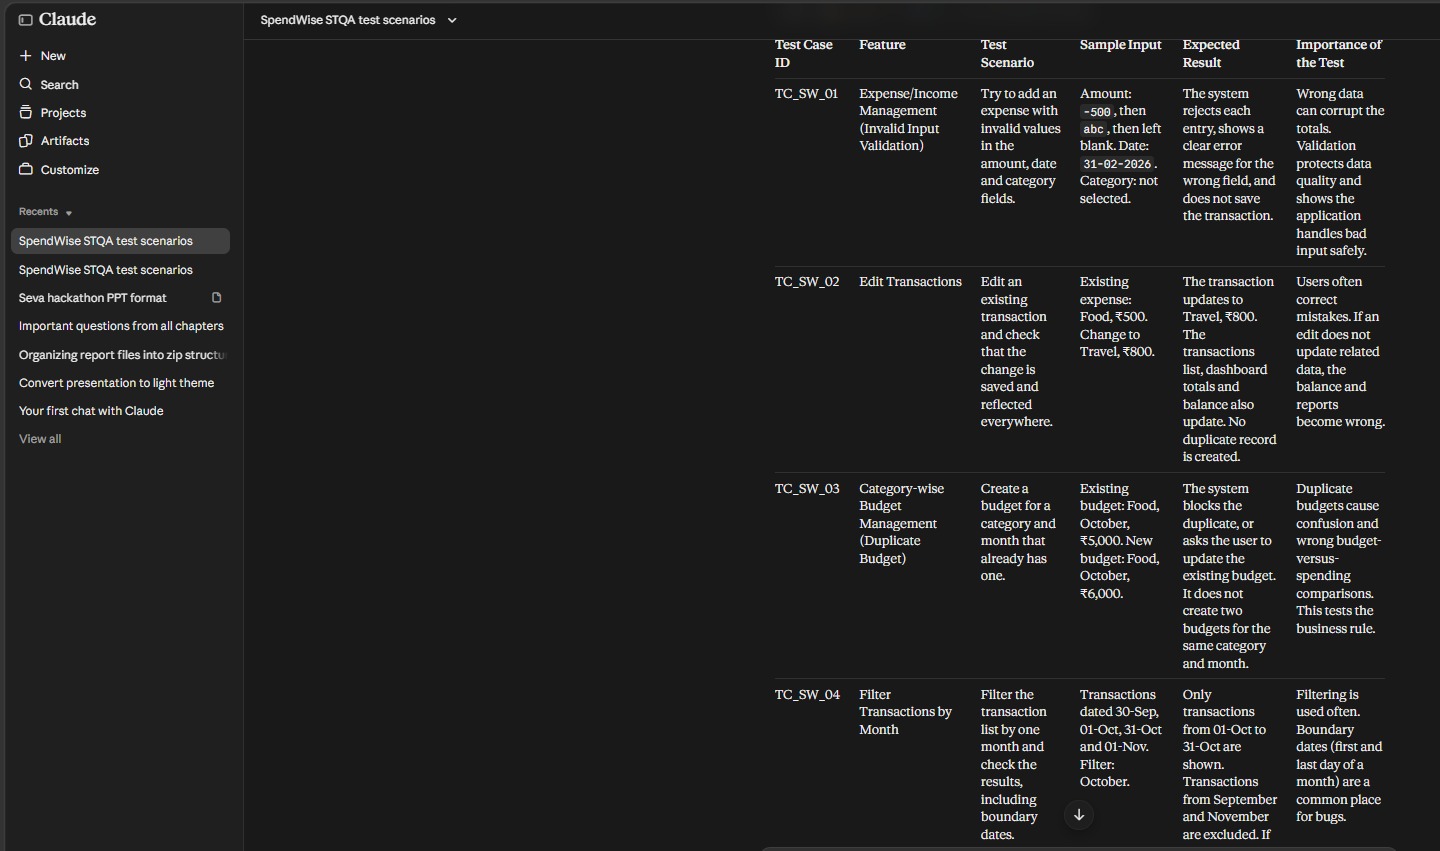 Claude
New
Search
Projects
Artifacts
Customize
Recents
SpendWise STQA test scenarios
SpendWise STQA test scenarios
Seva hackathon PPT format
Important questions from all chapters
Organizing report files into zip structu
Convert presentation to light theme
Your first chat with Claude
View all
SpendWise STQA test scenarios
Test Case
ID
Feature
Test
Scenario
Sample Input
Expected
Result
Importance of
the Test
TC_SW_01
Expense/Income
Management
(Invalid Input
Validation)
Try to add an
expense with
invalid values
in the
amount, date
and category
fields.
Amount:
-500, then
abc, then left
blank. Date:
31-02-2026.
Category: not
selected.
The system
rejects each
entry, shows a
clear error
message for the
wrong field, and
does not save
the transaction.
Wrong data
can corrupt the
totals.
Validation
protects data
quality and
shows the
application
handles bad
input safely.
TC_SW_02
Edit Transactions
Edit an
existing
transaction
and check
that the
change is
saved and
reflected
everywhere.
Existing
expense:
Food, ₹500.
Change to
Travel, ₹800.
The transaction
updates to
Travel, ₹800.
The
transactions
list, dashboard
totals and
balance also
update. No
duplicate record
is created.
Users often
correct
mistakes. If an
edit does not
update related
data, the
balance and
reports
become wrong.
TC_SW_03
Category-wise
Budget
Management
(Duplicate
Budget)
Create a
budget for a
category and
month that
already has
one.
Existing
budget: Food,
October,
₹5,000. New
budget: Food,
October,
₹6,000.
The system
blocks the
duplicate, or
asks the user to
update the
existing budget.
It does not
create two
budgets for the
same category
and month.
Duplicate
budgets cause
confusion and
wrong budget-
versus-
spending
comparisons.
This tests the
business rule.
TC_SW_04
Filter
Transactions by
Month
Filter the
transaction
list by one
month and
check the
results,
including
boundary
dates.
Transactions
dated 30-Sep,
01-Oct, 31-Oct
and 01-Nov.
Filter:
October.
Only
transactions
from 01-Oct to
31-Oct are
shown.
Transactions
from September
and November
are excluded. If
Filtering is
used often.
Boundary
dates (first and
last day of a
month) are a
common place
for bugs.